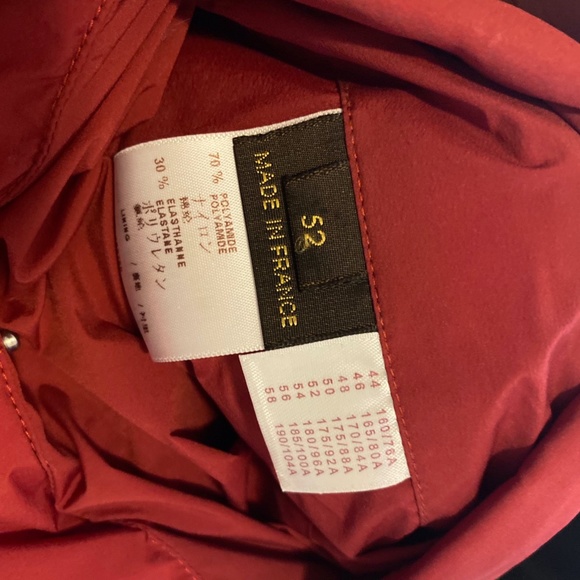 52
MADE IN FRANCE
70 % POLYAMIDE
POLYAMIDE
ナイロン
30 % ELASTHANNE
ELASTANE
ポリウレタン
LINING
44 160/76A
46 165/80A
48 170/84A
50 175/88A
52 175/92A
54 180/96A
56 185/100A
58 190/104A